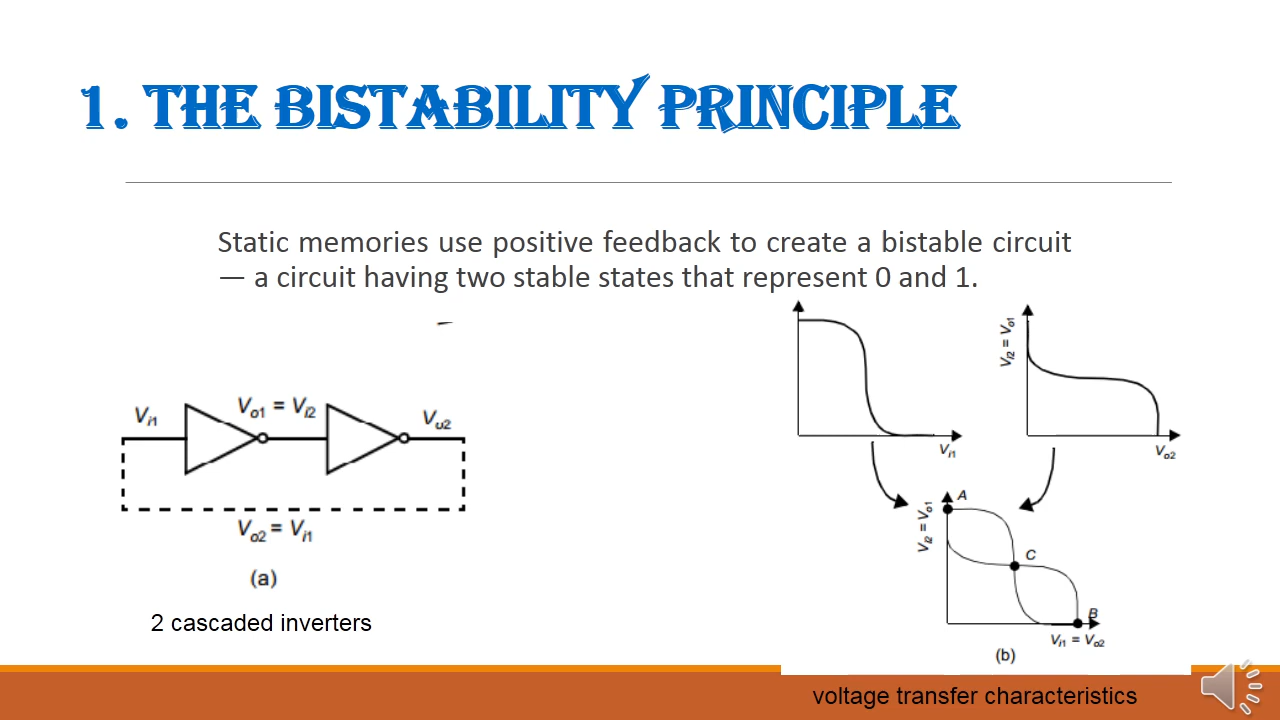 1. THE BISTABILITY PRINCIPLE
Static memories use positive feedback to create a bistable circuit
— a circuit having two stable states that represent 0 and 1.
Vi1
Vo1 = Vi2
Vo2
Vo2 = Vi1
(a)
2 cascaded inverters
Vi1
Vi2 = Vo1
Vo2
Vi2 = Vo1
A
C
B
Vi1 = Vo2
(b)
voltage transfer characteristics